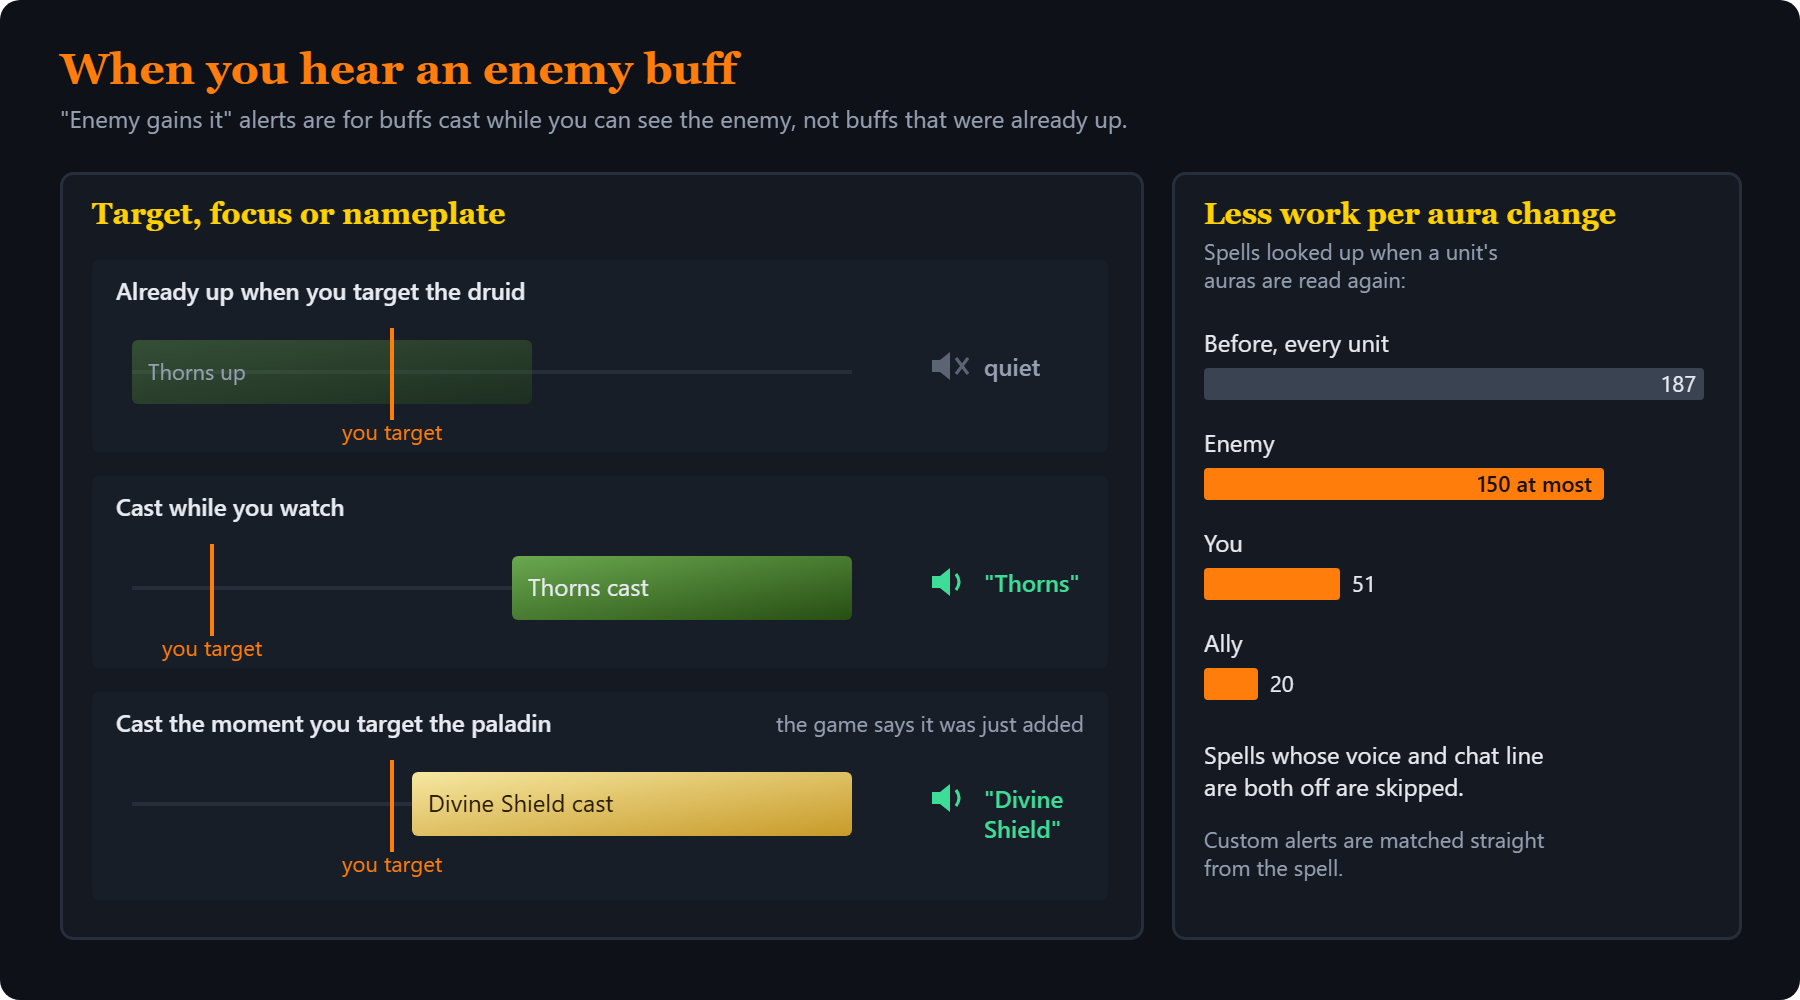 When you hear an enemy buff
"Enemy gains it" alerts are for buffs cast while you can see the enemy, not buffs that were already up.
Target, focus or nameplate
Already up when you target the druid
Thorns up
you target
quiet
Cast while you watch
Thorns cast
you target
"Thorns"
Cast the moment you target the paladin
the game says it was just added
Divine Shield cast
you target
"Divine
Shield"
Less work per aura change
Spells looked up when a unit's
auras are read again:
Before, every unit
187
Enemy
150 at most
You
51
Ally
20
Spells whose voice and chat line
are both off are skipped.
Custom alerts are matched straight
from the spell.